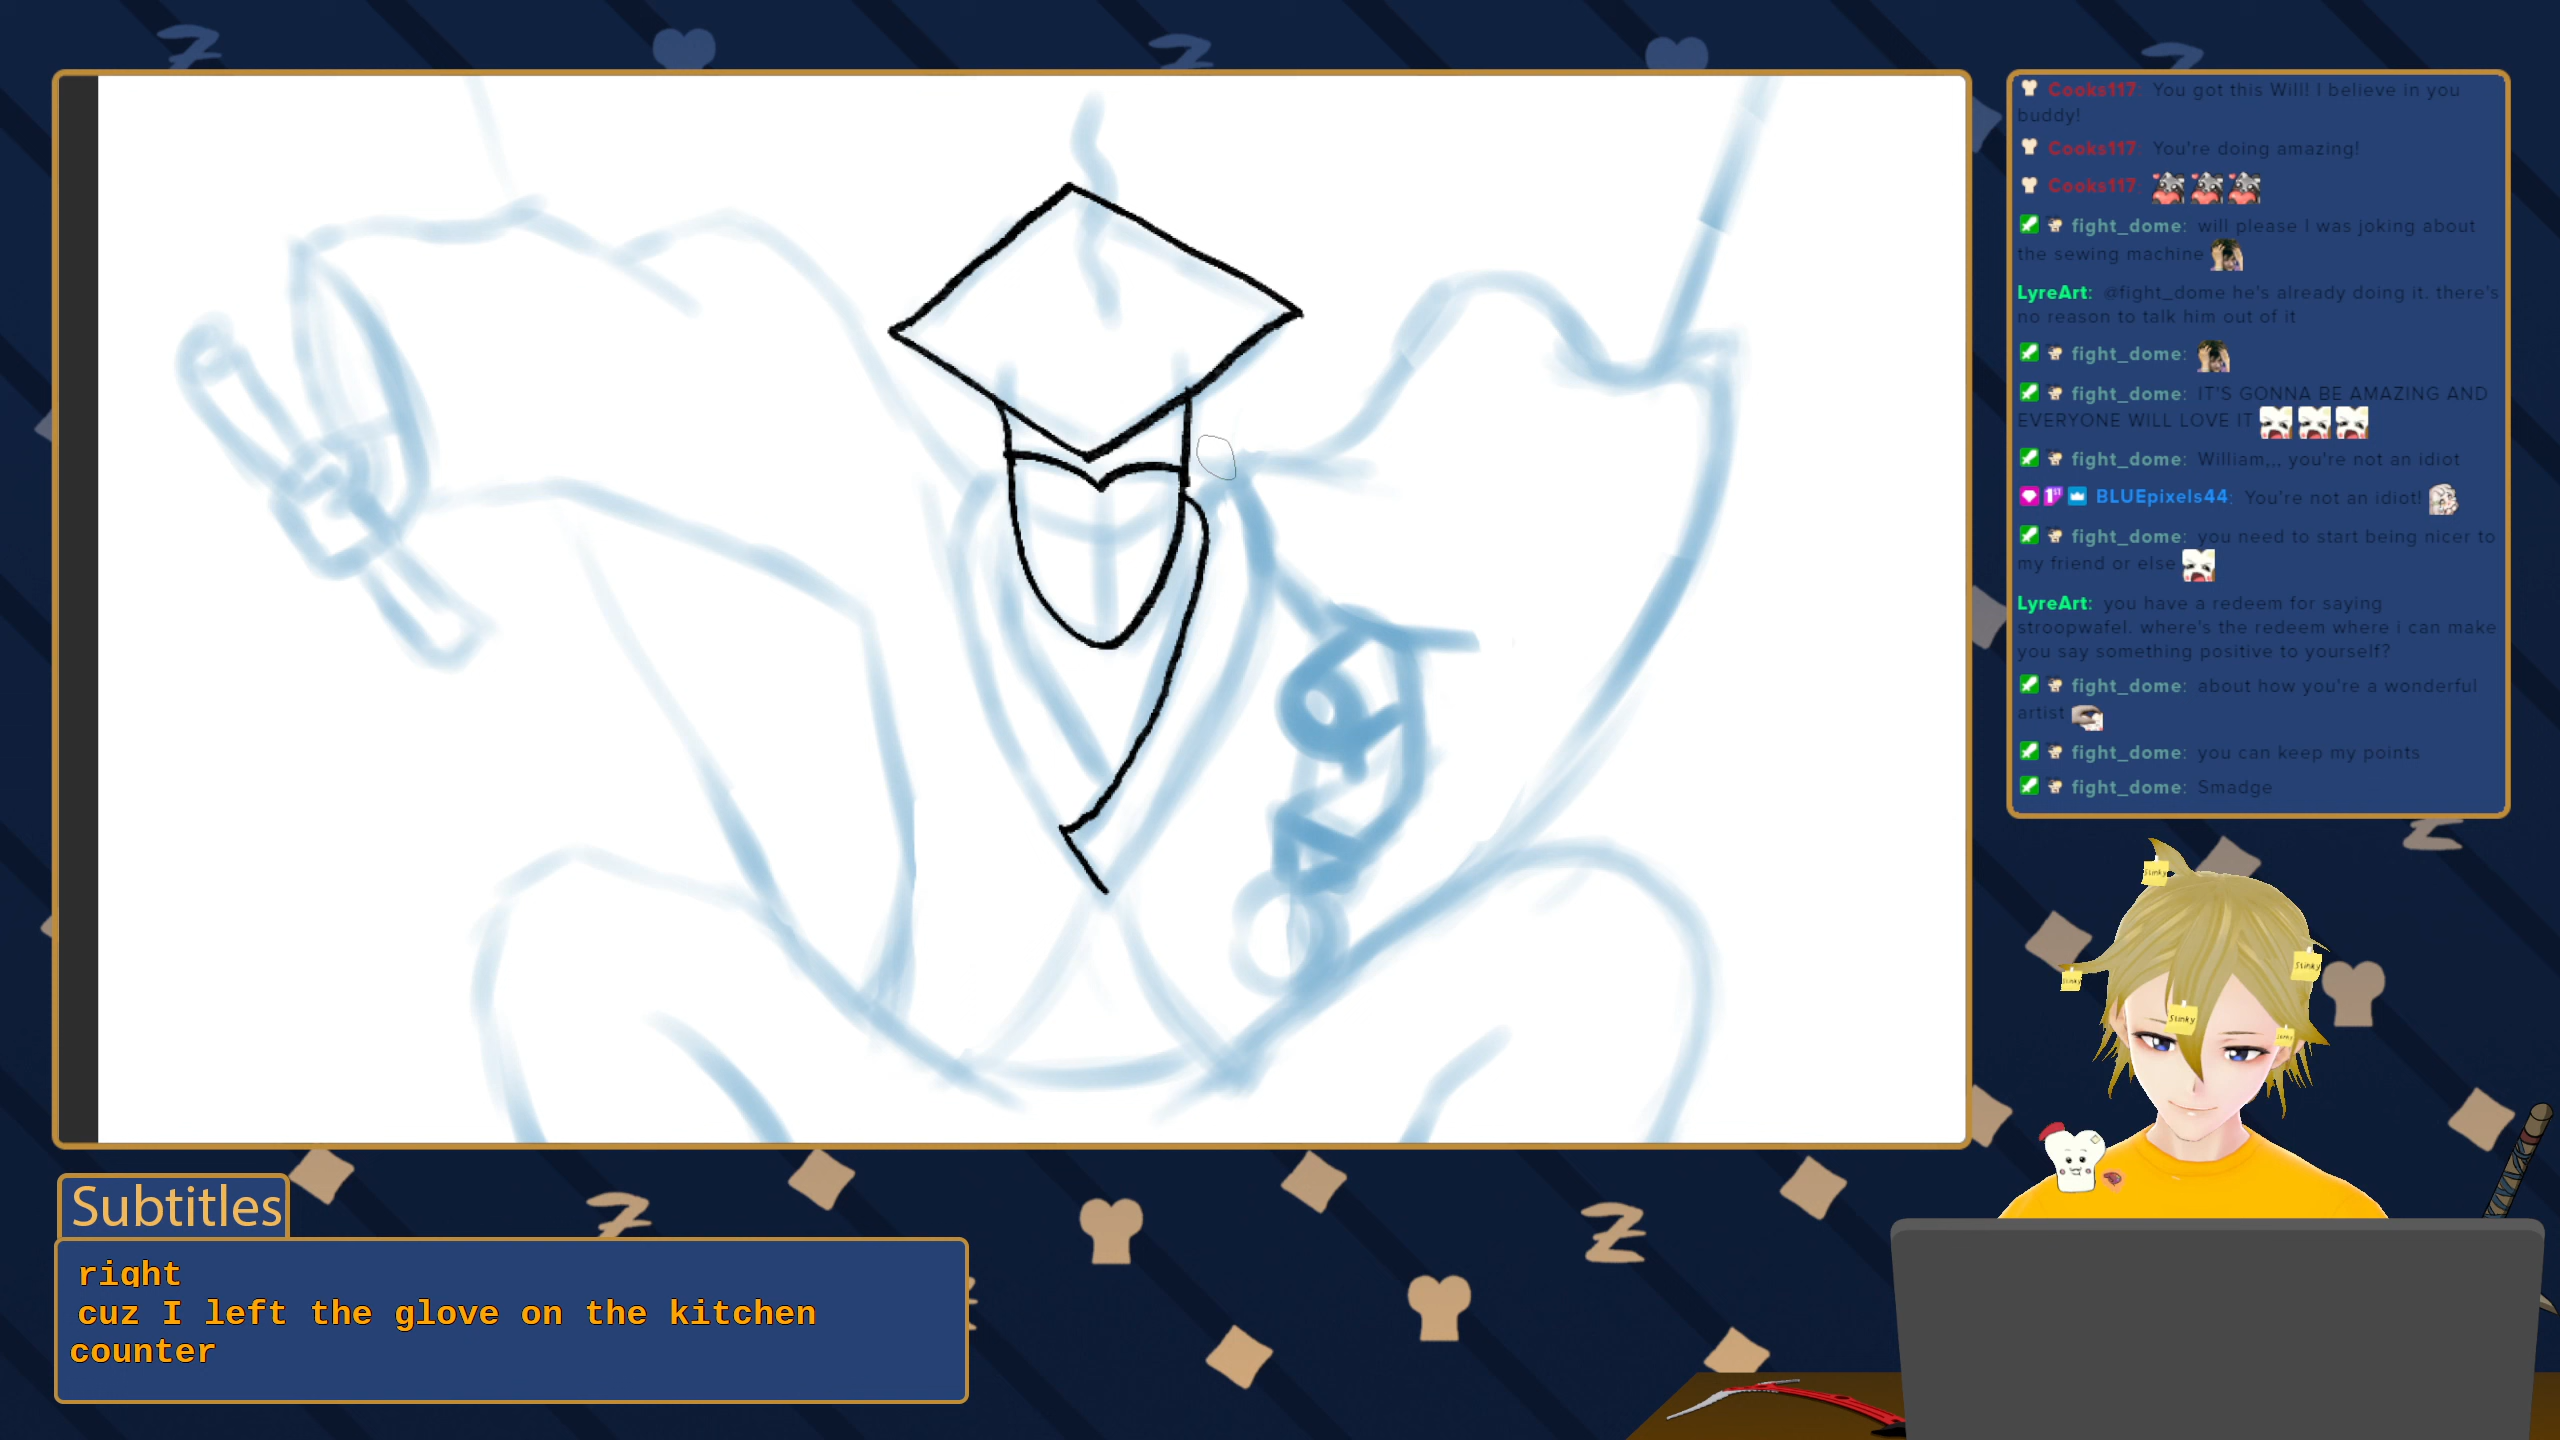 Cooks117: You got this Will! I believe in you
buddy!
Cooks117: You're doing amazing!
Cooks117:
fight_dome: will please I was joking about
the sewing machine
LyreArt: @fight_dome he's already doing it. there's
no reason to talk him out of it
fight_dome:
fight_dome: IT'S GONNA BE AMAZING AND
EVERYONE WILL LOVE IT
fight_dome: William,,, you're not an idiot
BLUEpixels44: You're not an idiot!
fight_dome: you need to start being nicer to
my friend or else
LyreArt: you have a redeem for saying
stroopwafel. where's the redeem where i can make
you say something positive to yourself?
fight_dome: about how you're a wonderful
artist
fight_dome: you can keep my points
fight_dome: Smadge
Stinky
Stinky
Stinky
Stinky
Subtitles
right
cuz I left the glove on the kitchen
counter